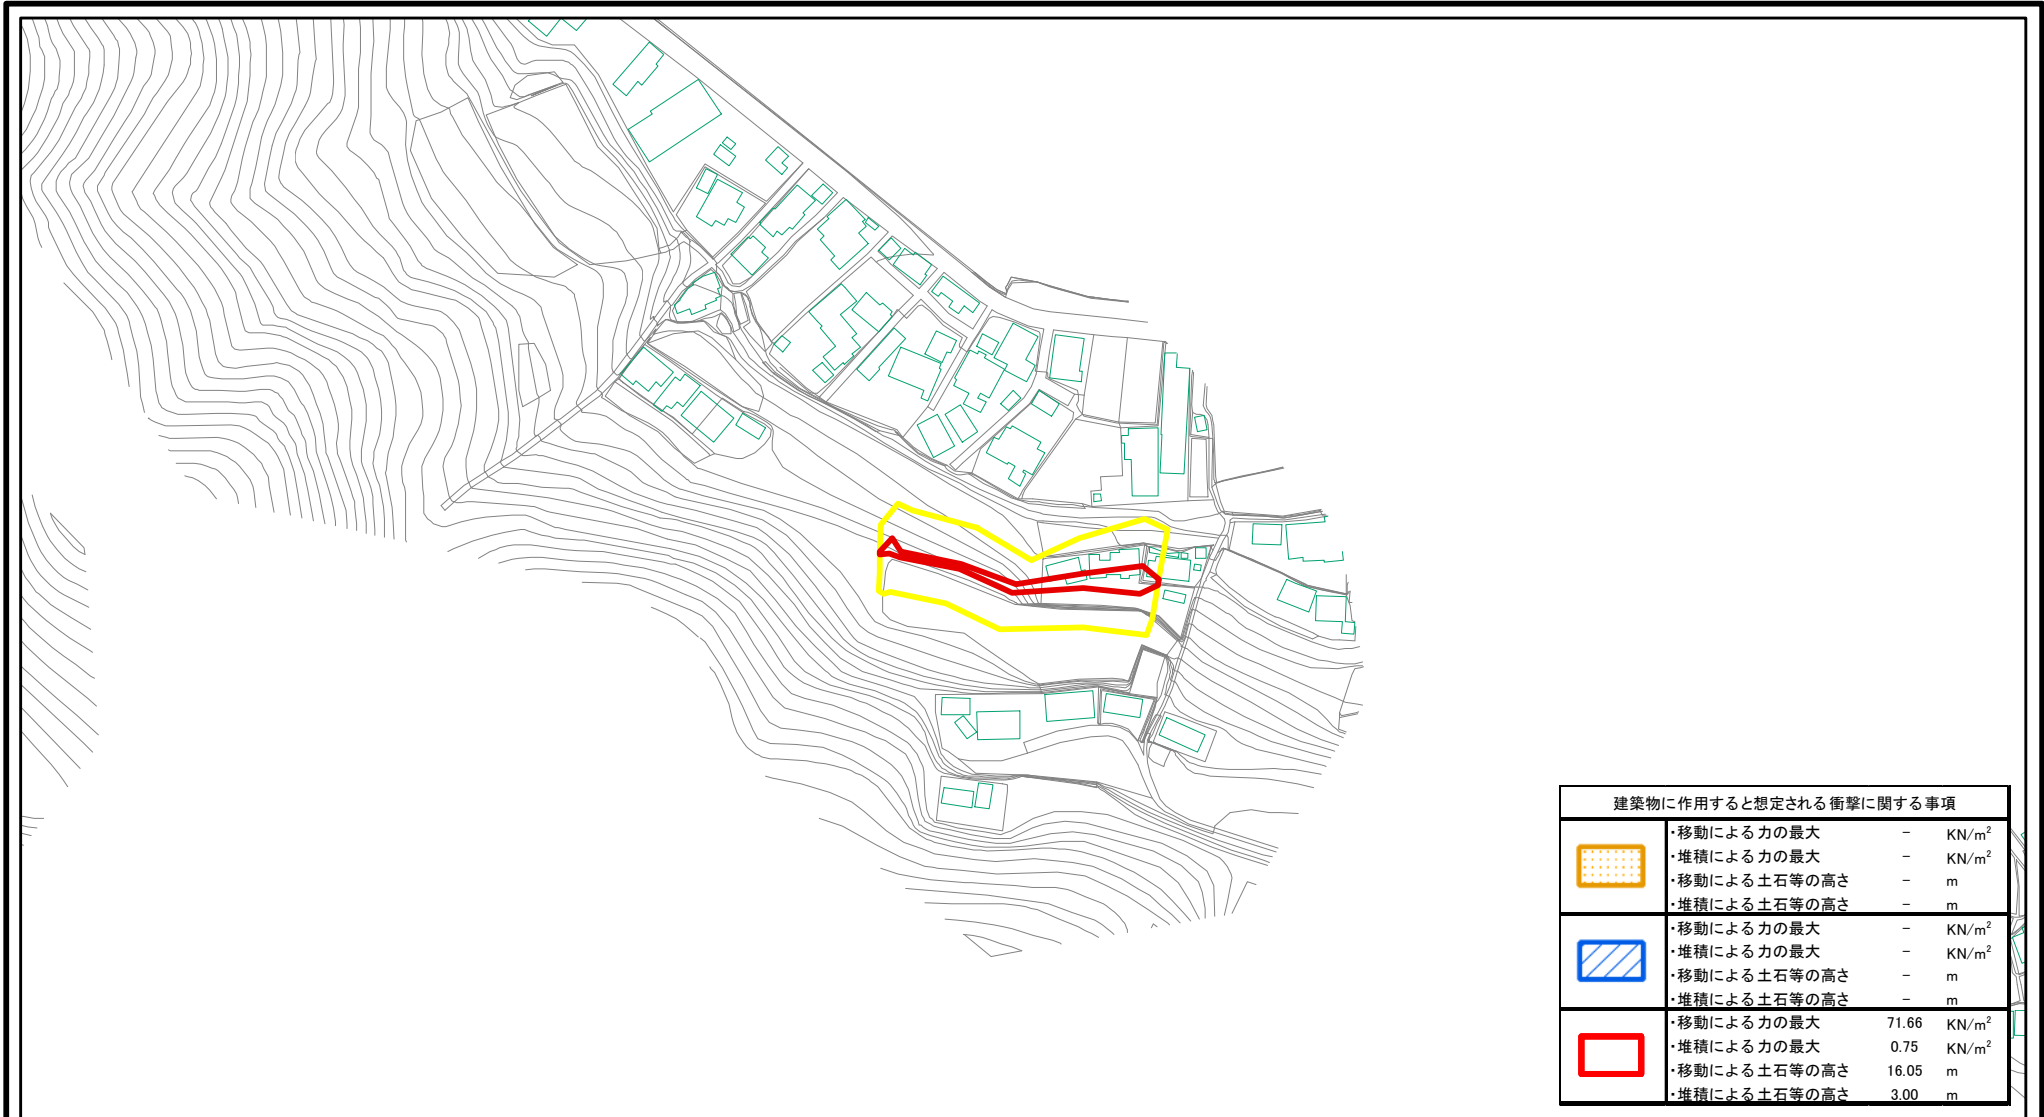 建築物に作用すると想定される衝撃に関する事項
・移動による力の最大 － KN/m²
・堆積による力の最大 － KN/m²
・移動による土石等の高さ － m
・堆積による土石等の高さ － m
・移動による力の最大 － KN/m²
・堆積による力の最大 － KN/m²
・移動による土石等の高さ － m
・堆積による土石等の高さ － m
・移動による力の最大 71.66 KN/m²
・堆積による力の最大 0.75 KN/m²
・移動による土石等の高さ 16.05 m
・堆積による土石等の高さ 3.00 m